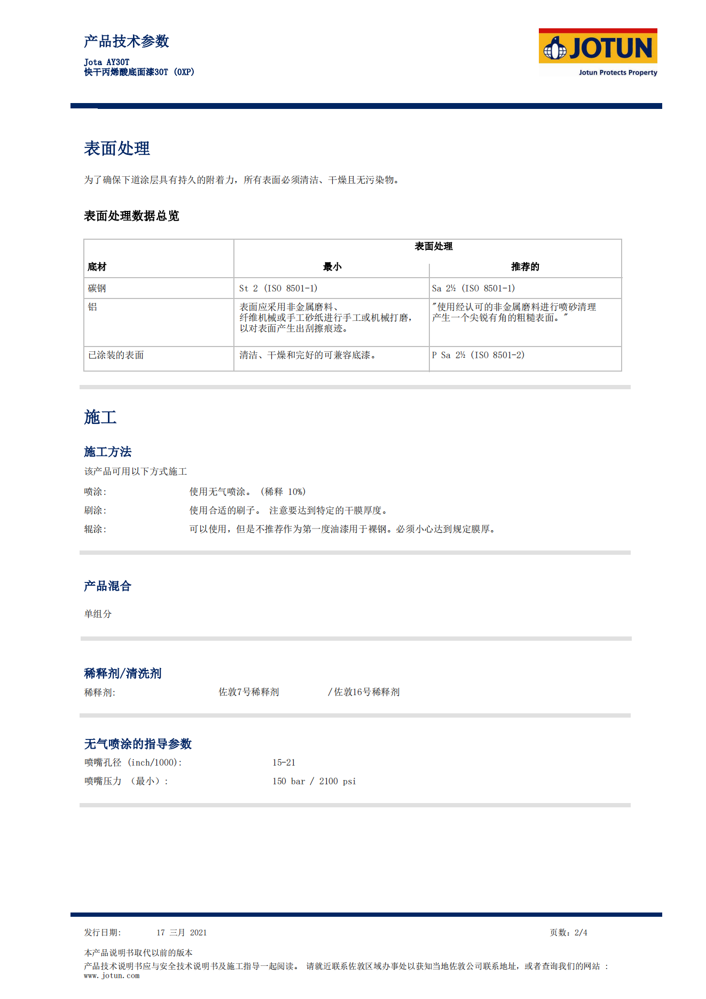 产品技术参数
Jota AY30T
快干丙烯酸底面漆30T (OXP)
JOTUN
Jotun Protects Property
表面处理
为了确保下道涂层具有持久的附着力，所有表面必须清洁、干燥且无污染物。
表面处理数据总览
表面处理
底材 最小 推荐的
碳钢 St 2 (ISO 8501-1) Sa 2½ (ISO 8501-1)
铝 表面应采用非金属磨料、 "使用经认可的非金属磨料进行喷砂清理
纤维机械或手工砂纸进行手工或机械打磨， 产生一个尖锐有角的粗糙表面。"
以对表面产生出刮擦痕迹。
已涂装的表面 清洁、干燥和完好的可兼容底漆。 P Sa 2½ (ISO 8501-2)
施工
施工方法
该产品可用以下方式施工
喷涂: 使用无气喷涂。 (稀释 10%)
刷涂: 使用合适的刷子。 注意要达到特定的干膜厚度。
辊涂: 可以使用，但是不推荐作为第一度油漆用于裸钢。必须小心达到规定膜厚。
产品混合
单组分
稀释剂/清洗剂
稀释剂: 佐敦7号稀释剂 /佐敦16号稀释剂
无气喷涂的指导参数
喷嘴孔径 (inch/1000): 15-21
喷嘴压力 （最小）: 150 bar / 2100 psi
发行日期: 17 三月 2021 页数: 2/4
本产品说明书取代以前的版本
产品技术说明书应与安全技术说明书及施工指导一起阅读。 请就近联系佐敦区域办事处以获知当地佐敦公司联系地址，或者查询我们的网站 :
www.jotun.com